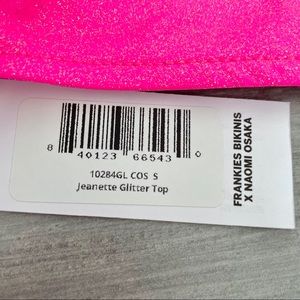 8 40123 66543 0
10284GL COS S
Jeanette Glitter Top
FRANKIES BIKINIS
X NAOMI OSAKA